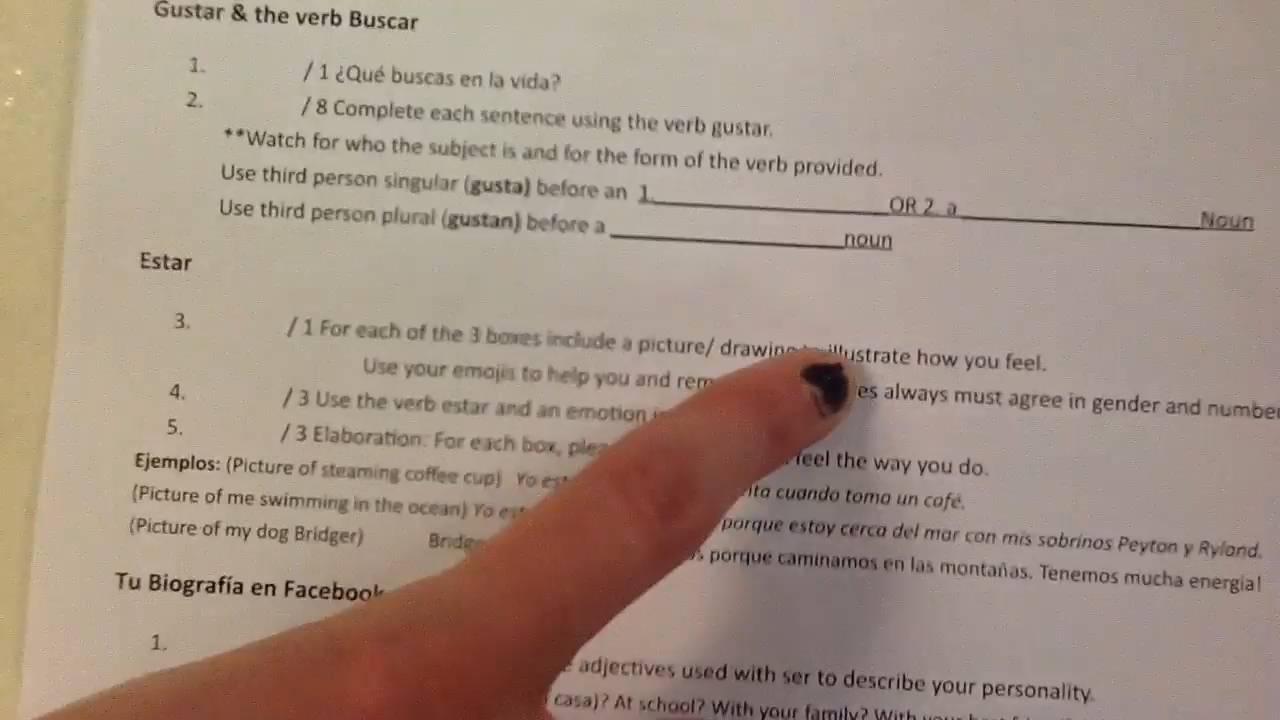 Gustar & the verb Buscar
1. / 1 ¿Qué buscas en la vida?
2. / 8 Complete each sentence using the verb gustar.
**Watch for who the subject is and for the form of the verb provided.
Use third person singular (gusta) before an 1.____________________OR 2. a____________________Noun
Use third person plural (gustan) before a ____________________noun
Estar
3. / 1 For each of the 3 boxes include a picture/ drawing illustrate how you feel.
Use your emojis to help you and always must agree in gender and number
4. / 3 Use the verb estar and an emotion
5. / 3 Elaboration: For each box, feel the way you do.
Ejemplos: (Picture of steaming coffee cup) Yo cuando tomo un café.
(Picture of me swimming in the ocean) Yo porque estoy cerca del mar con mis sobrinos Peyton y Ryland.
(Picture of my dog Bridger) porque caminamos en las montañas. Tenemos mucha energia!
Tu Biografía en Facebook
1.
adjectives used with ser to describe your personality.
casa)? At school? With your family? With